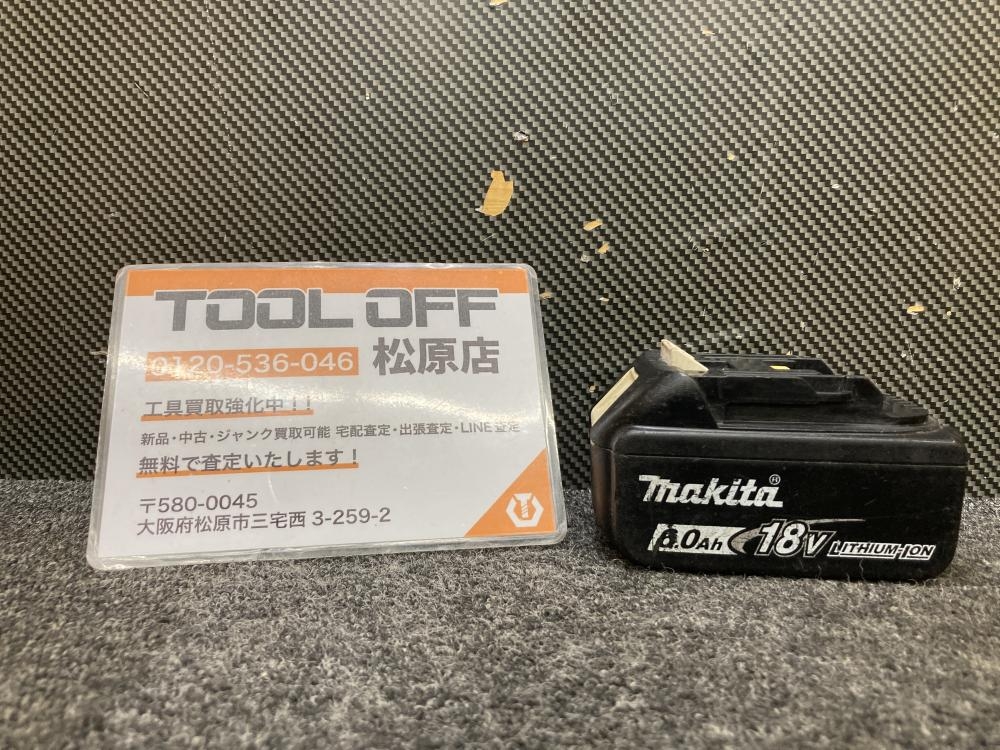 TOOL OFF
0120-536-046 松原店
工具買取強化中！！
新品・中古・ジャンク買取可能 宅配査定・出張査定・LINE査定
無料で査定いたします！
〒580-0045
大阪府松原市三宅西 3-259-2
makita®
6.0Ah 18V LITHIUM-ION